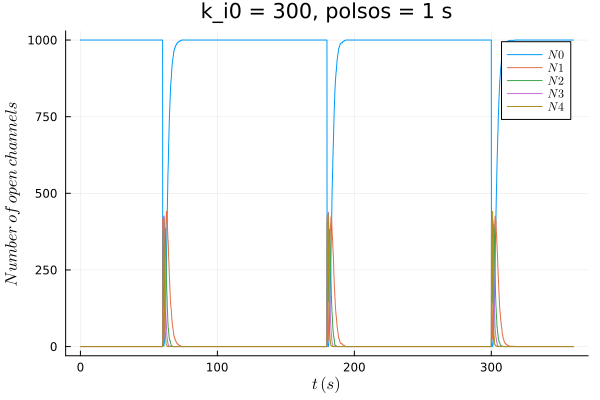 k_i0 = 300, polsos = 1 s
Number of open channels
1000
750
500
250
0
N0
N1
N2
N3
N4
0
100
200
300
t (s)